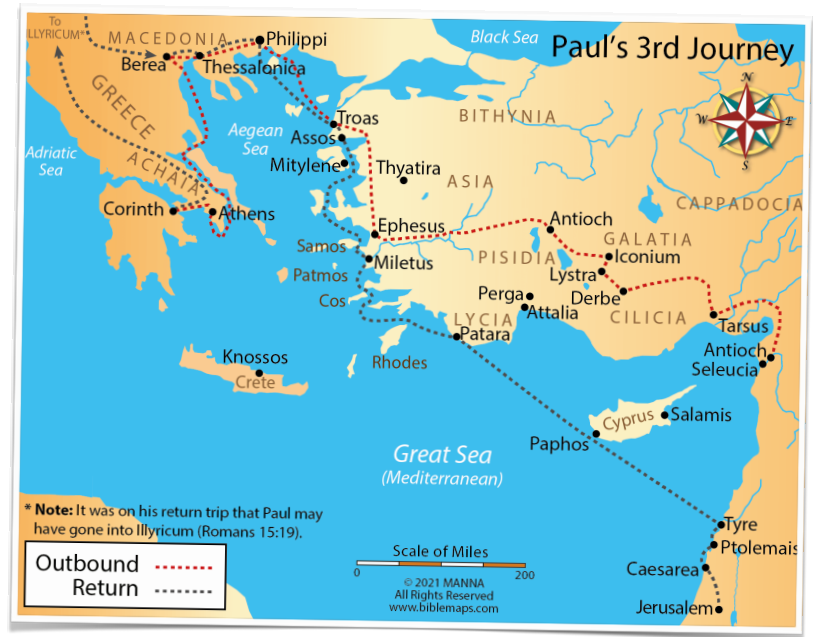 Paul's 3rd Journey
To
ILLYRICUM*
MACEDONIA
Philippi
Black Sea
Berea
Thessalonica
N
W
E
S
GREECE
Troas
BITHYNIA
Aegean
Sea
Assos
Adriatic
Sea
ACHAIA
Mitylene
Thyatira
ASIA
CAPPADOCIA
Corinth
Athens
Ephesus
Antioch
GALATIA
Samos
Miletus
PISIDIA
Iconium
Patmos
Lystra
Cos
Perga
Derbe
Attalia
LYCIA
CILICIA
Tarsus
Patara
Knossos
Crete
Rhodes
Antioch
Seleucia
Cyprus
Salamis
Paphos
Great Sea
(Mediterranean)
* Note: It was on his return trip that Paul may
have gone into Illyricum (Romans 15:19).
Tyre
Ptolemais
Caesarea
Jerusalem
Outbound
Return
Scale of Miles
0
200
© 2021 MANNA
All Rights Reserved
www.biblemaps.com